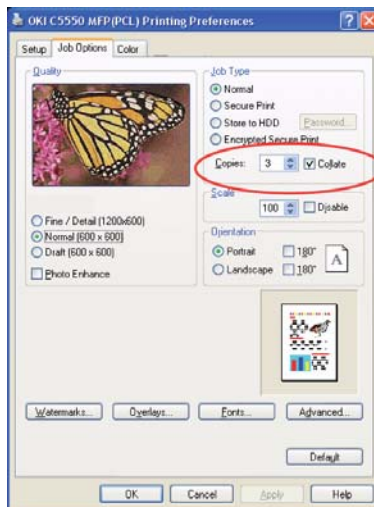 OKI C5550 MFP(PCL) Printing Preferences
Setup Job Options Color
Quality
Fine / Detail (1200x600)
Normal (600 x 600)
Draft (600 x 600)
Photo Enhance
Job Type
Normal
Secure Print
Store to HDD Password...
Encrypted Secure Print
Copies: 3 Collate
Scale
100 Disable
Orientation
Portrait 180°
Landscape 180°
A
Watermarks... Overlays... Fonts... Advanced...
Default
OK Cancel Apply Help